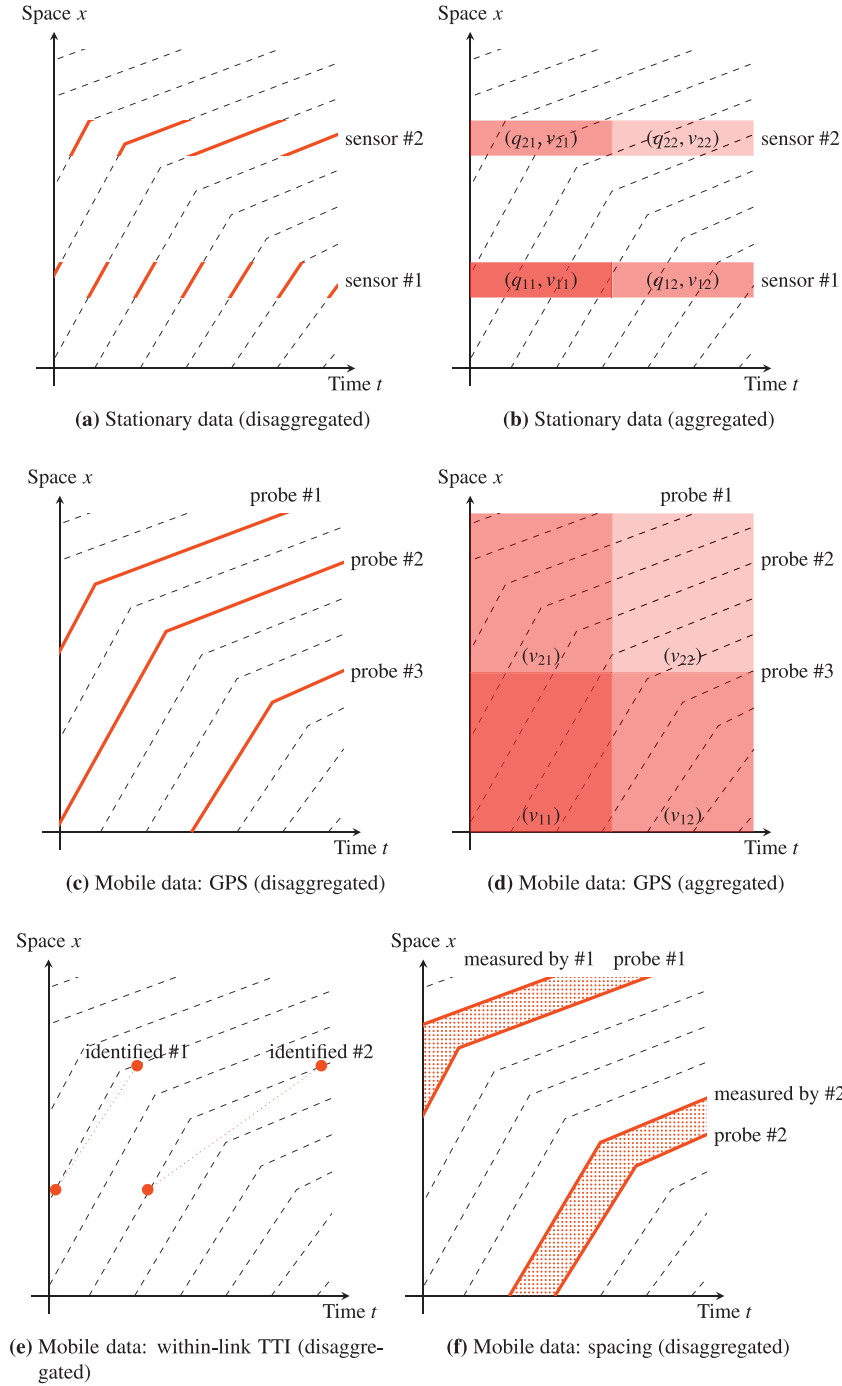 Space x
sensor #2
sensor #1
Time t
(a) Stationary data (disaggregated)
Space x
(q21, v21)
(q22, v22)
sensor #2
(q11, v11)
(q12, v12)
sensor #1
Time t
(b) Stationary data (aggregated)
Space x
probe #1
probe #2
probe #3
Time t
(c) Mobile data: GPS (disaggregated)
Space x
probe #1
probe #2
(v21)
(v22)
probe #3
(v11)
(v12)
Time t
(d) Mobile data: GPS (aggregated)
Space x
identified #1
identified #2
Time t
(e) Mobile data: within-link TTI (disaggre-
gated)
Space x
measured by #1
probe #1
measured by #2
probe #2
Time t
(f) Mobile data: spacing (disaggregated)